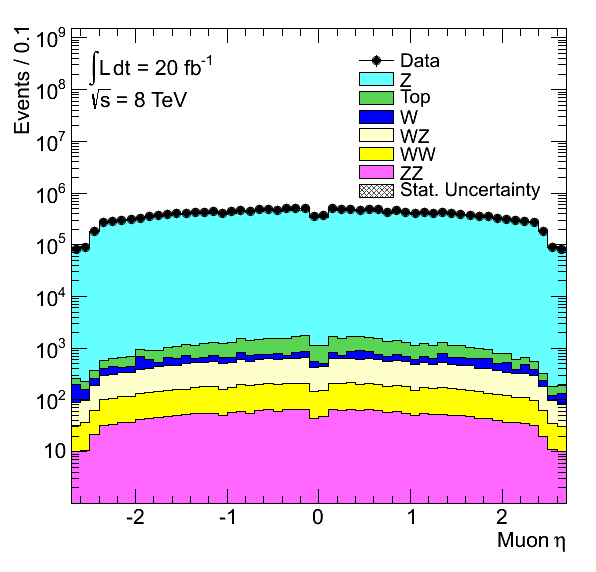 Events / 0.1
10⁹
10⁸
10⁷
10⁶
10⁵
10⁴
10³
10²
10
∫L dt = 20 fb⁻¹
√s = 8 TeV
Data
Z
Top
W
WZ
WW
ZZ
Stat. Uncertainty
-2 -1 0 1 2
Muon η